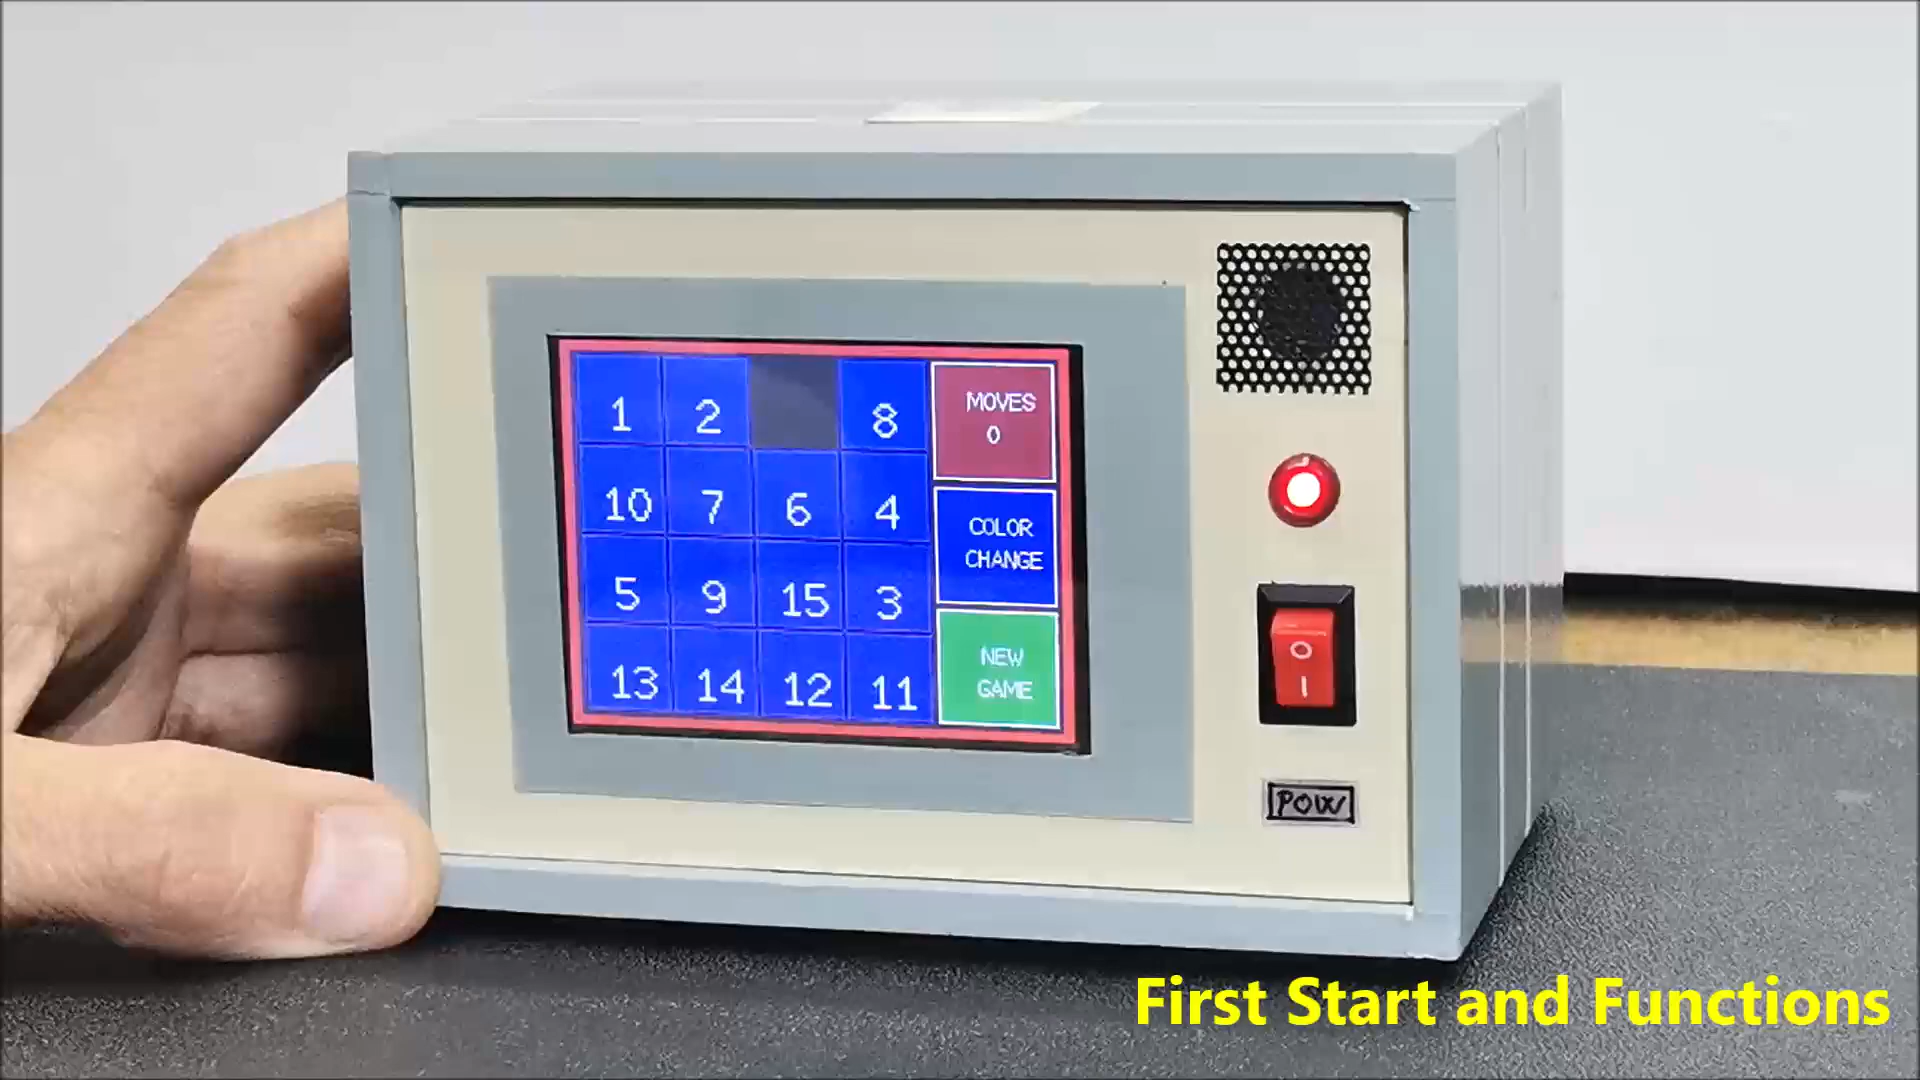 1 2 8
10 7 6 4
5 9 15 3
13 14 12 11
MOVES
0
COLOR
CHANGE
NEW
GAME
O
I
POW
First Start and Functions